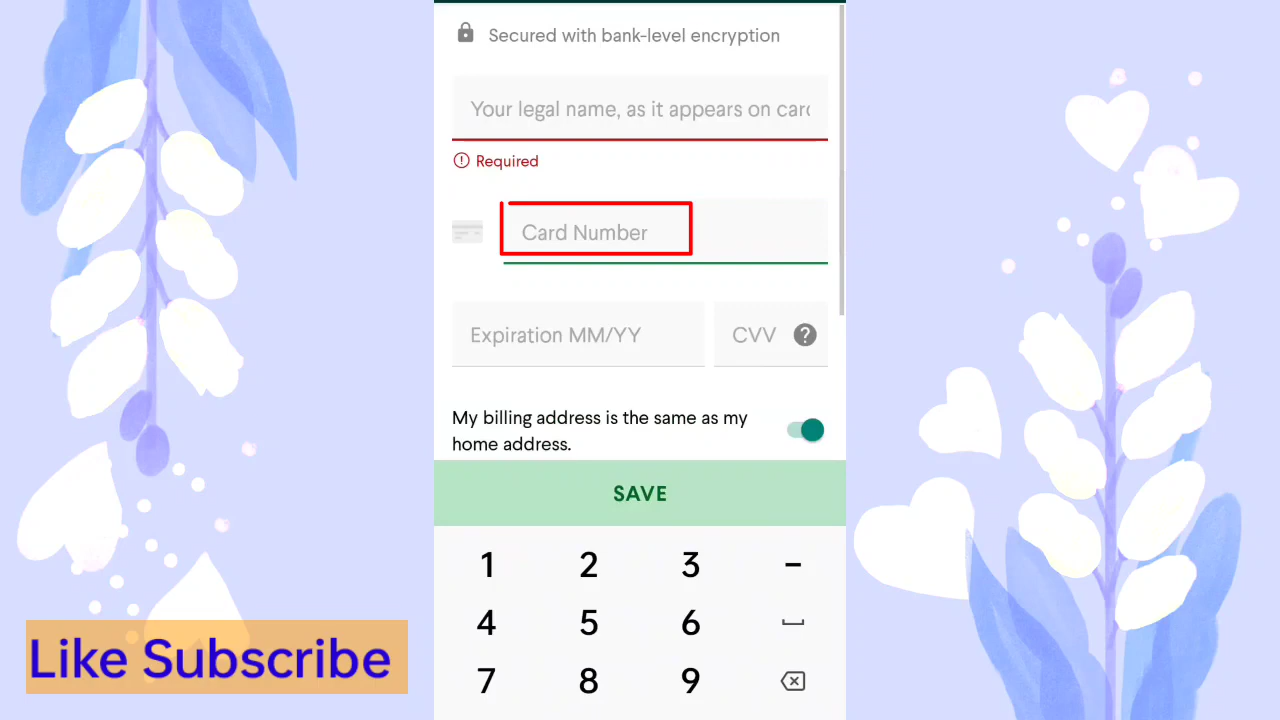 Secured with bank-level encryption
Your legal name, as it appears on car
Required
Card Number
Expiration MM/YY
CVV ?
My billing address is the same as my
home address.
SAVE
1 2 3 -
4 5 6
7 8 9
Like Subscribe